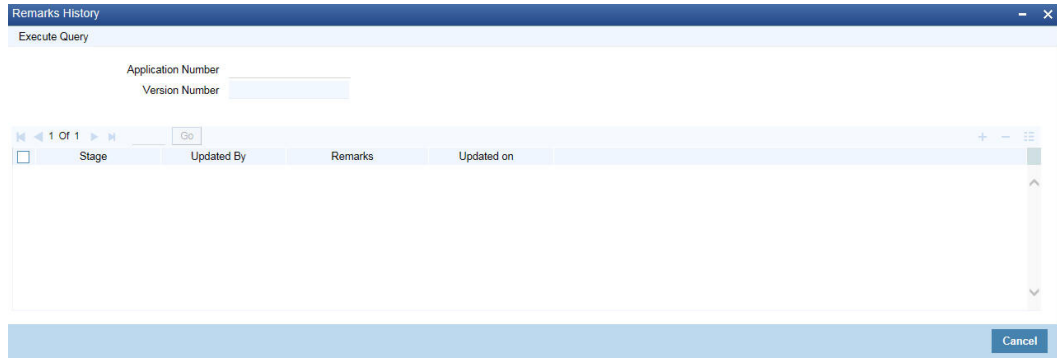 Remarks History
Execute Query
Application Number
Version Number
1 Of 1 Go
Stage Updated By Remarks Updated on
Cancel